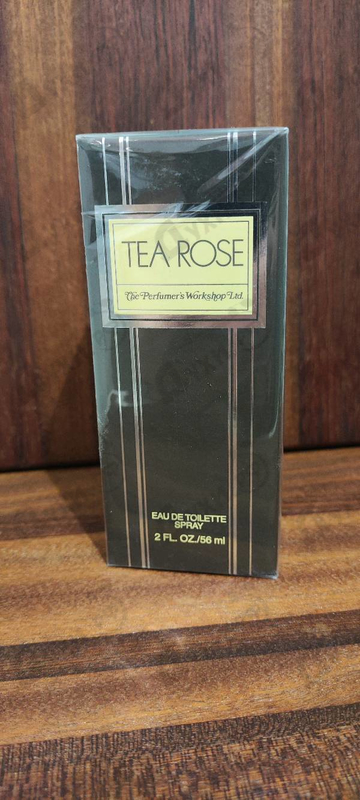 TEA ROSE
The Perfumer's Workshop Ltd.
EAU DE TOILETTE
SPRAY
2 FL. OZ./56 ml